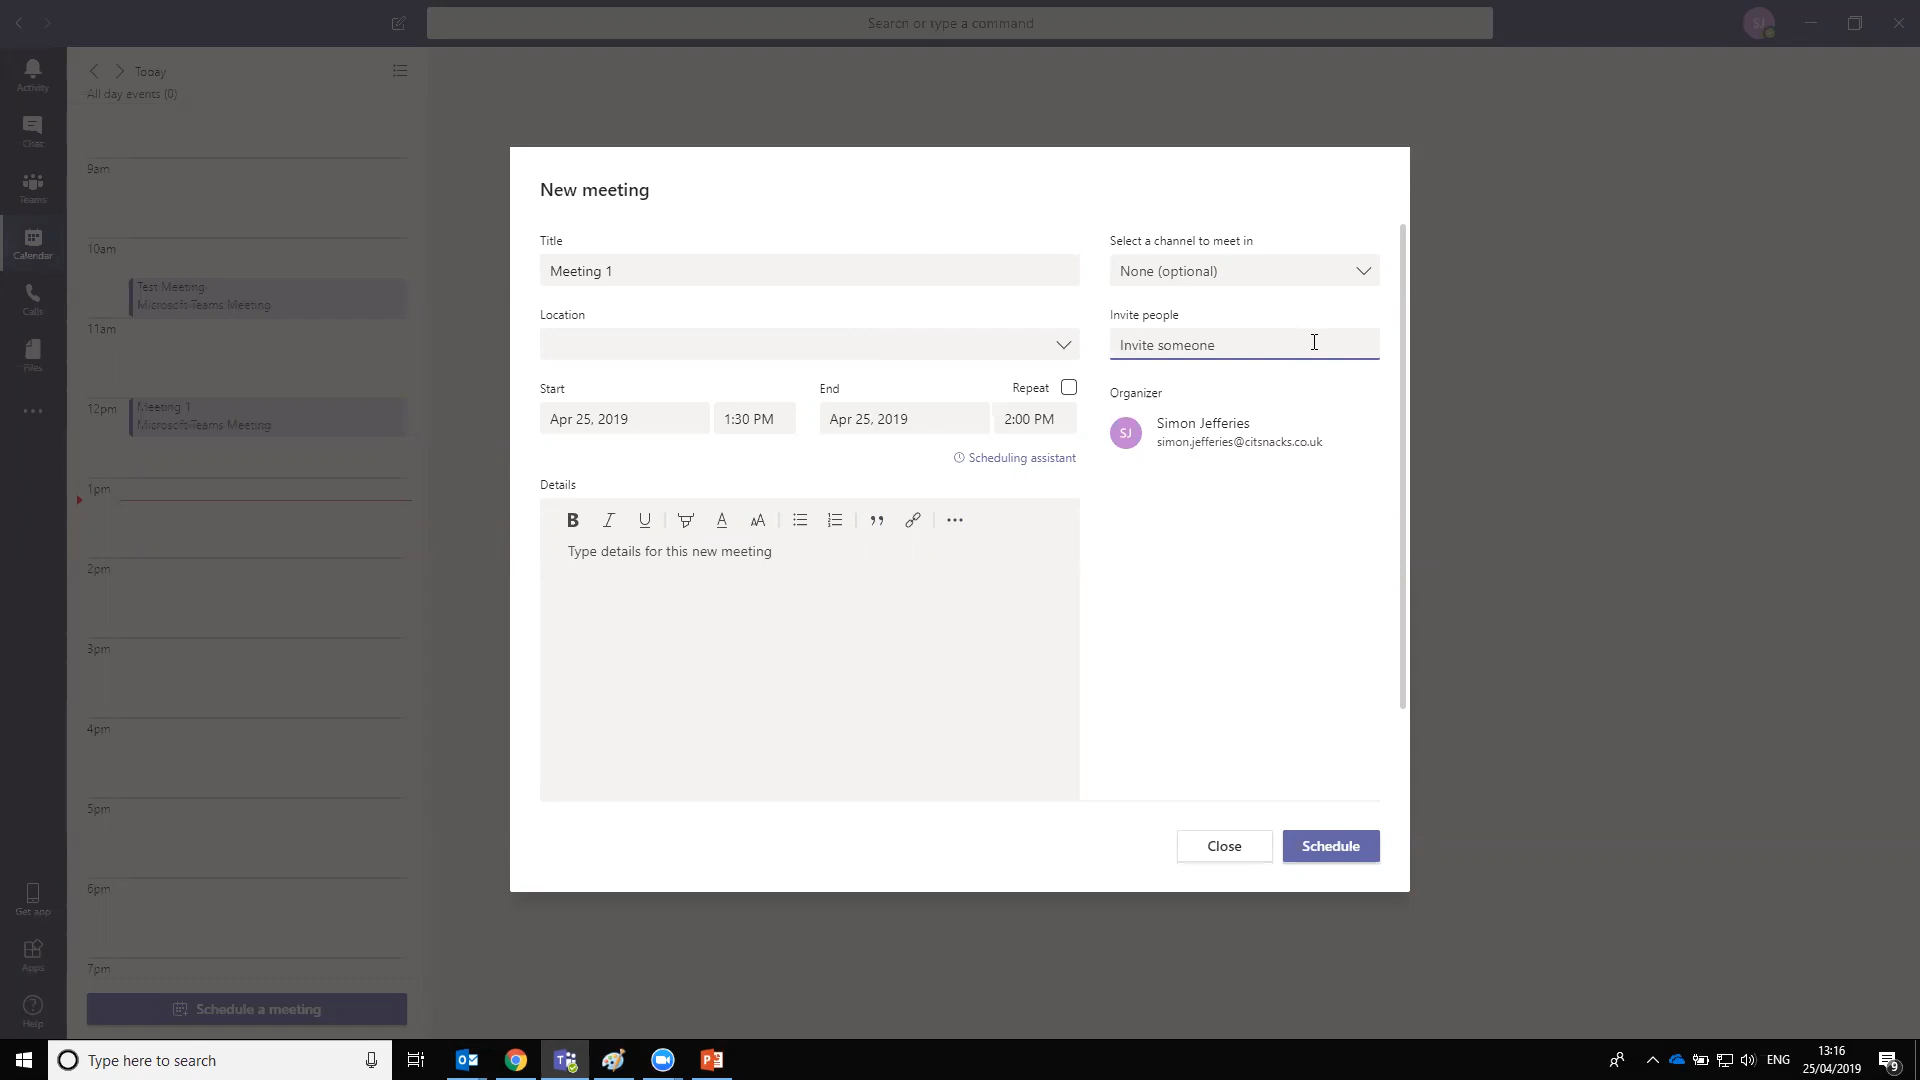 Search or type a command
SJ
Activity
Chat
Teams
Calendar
Calls
Files
Get app
Apps
Help
Today
All day events (0)
9am
10am
Test Meeting
Microsoft Teams Meeting
11am
12pm
Meeting 1
Microsoft Teams Meeting
1pm
2pm
3pm
4pm
5pm
6pm
7pm
Schedule a meeting
New meeting
Title
Meeting 1
Select a channel to meet in
None (optional)
Location
Invite people
Invite someone
Start
End
Repeat
Apr 25, 2019 1:30 PM
Apr 25, 2019 2:00 PM
Scheduling assistant
Organizer
SJ
Simon Jefferies
simon.jefferies@citsnacks.co.uk
Details
Type details for this new meeting
Close
Schedule
Type here to search
ENG
13:16
25/04/2019
9